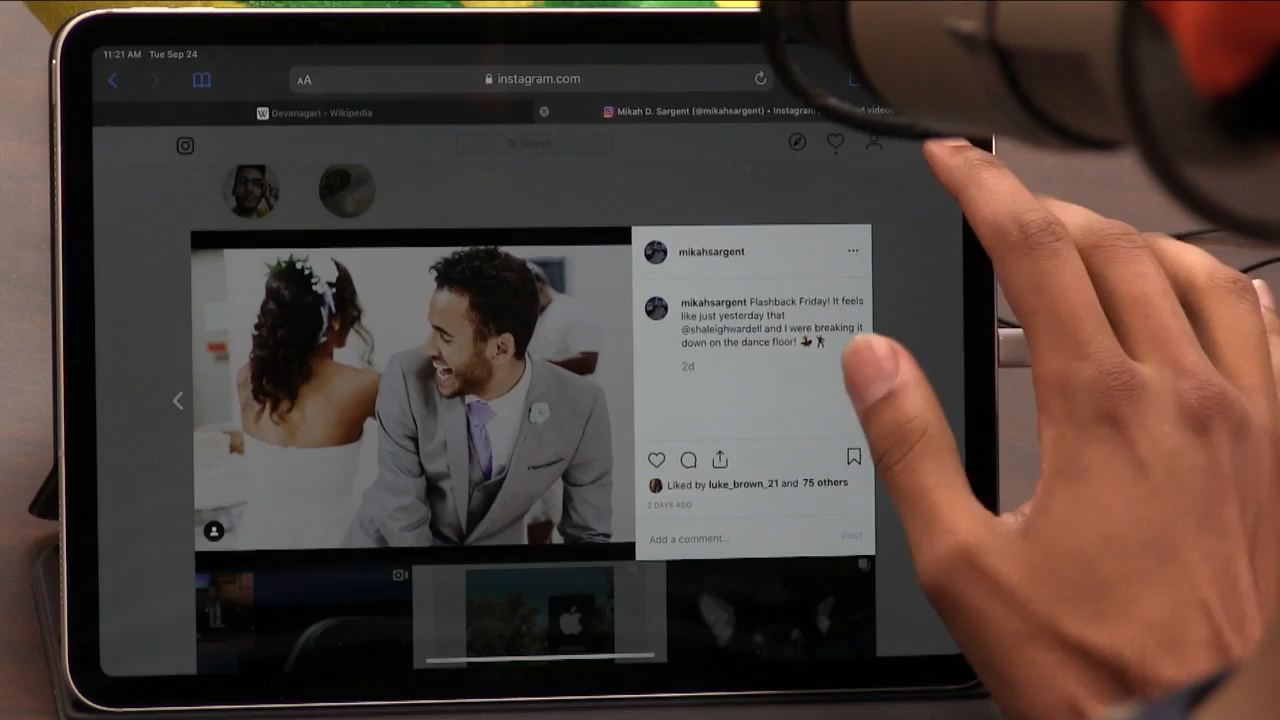 11:21 AM Tue Sep 24
AA instagram.com
W Devanagari - Wikipedia
Mikah D. Sargent (@mikahsargent) • Instagram
videos
Search
mikahsargent
mikahsargent Flashback Friday! It feels
like just yesterday that
@shaleighwardell and I were breaking it
down on the dance floor! 💃🕺
2d
Liked by luke_brown_21 and 75 others
2 DAYS AGO
Add a comment...
Post